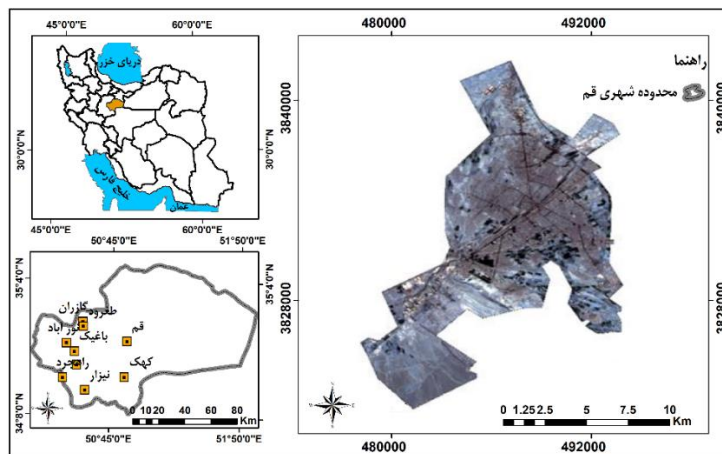 45°0'0"E
60°0'0"E
دریای خزر
30°0'0"N
30°0'0"N
خلیج فارس
عمان
45°0'0"E
60°0'0"E
50°45'0"E
51°50'0"E
35°4'0"N
35°4'0"N
گازران
طغرود
نوراباد
باغیک
قم
راهجرد
کهک
نیزار
34°8'0"N
0 10 20 40 60 80
Km
50°45'0"E
51°50'0"E
480000
492000
راهنما
محدوده شهری قم
3840000
3828000
0 1.25 2.5 5 7.5 10
Km
480000
492000